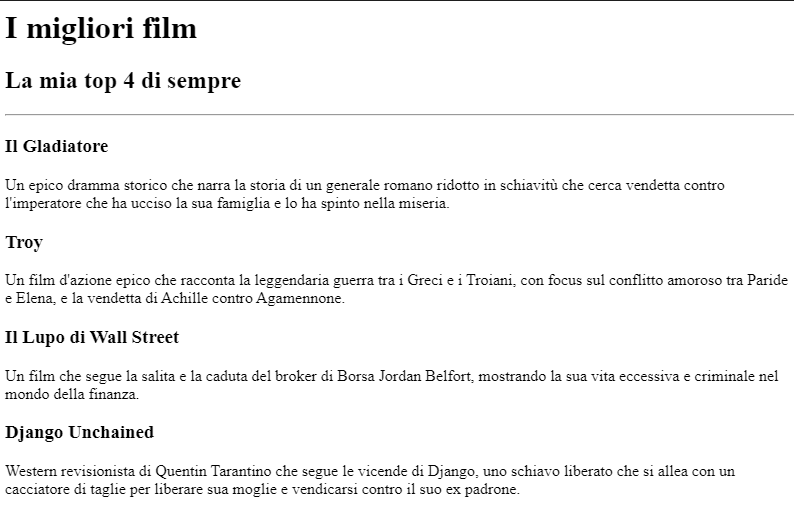 I migliori film
La mia top 4 di sempre
Il Gladiatore
Un epico dramma storico che narra la storia di un generale romano ridotto in schiavitù che cerca vendetta contro
l'imperatore che ha ucciso la sua famiglia e lo ha spinto nella miseria.
Troy
Un film d'azione epico che racconta la leggendaria guerra tra i Greci e i Troiani, con focus sul conflitto amoroso tra Paride
e Elena, e la vendetta di Achille contro Agamennone.
Il Lupo di Wall Street
Un film che segue la salita e la caduta del broker di Borsa Jordan Belfort, mostrando la sua vita eccessiva e criminale nel
mondo della finanza.
Django Unchained
Western revisionista di Quentin Tarantino che segue le vicende di Django, uno schiavo liberato che si allea con un
cacciatore di taglie per liberare sua moglie e vendicarsi contro il suo ex padrone.